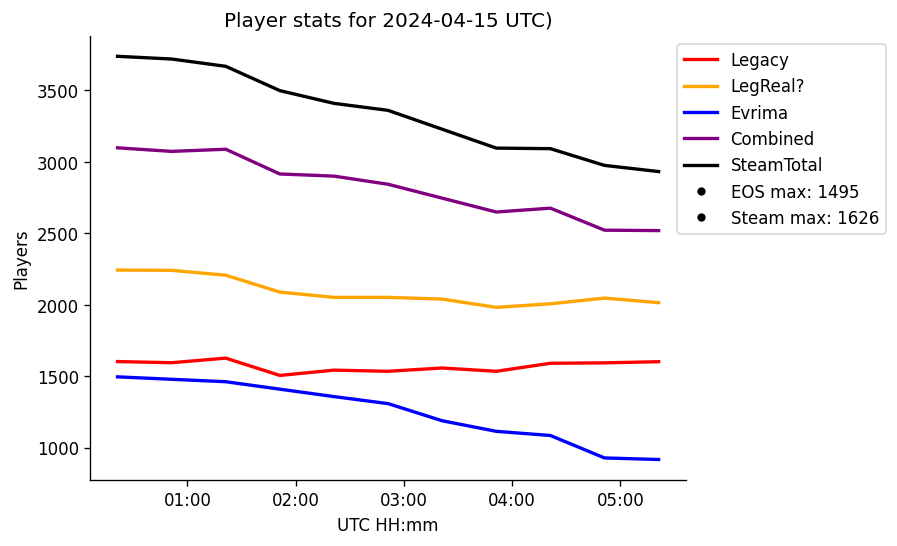 Player stats for 2024-04-15 UTC)
Legacy
LegReal?
Evrima
Combined
SteamTotal
EOS max: 1495
Steam max: 1626
Players
3500
3000
2500
2000
1500
1000
01:00 02:00 03:00 04:00 05:00
UTC HH:mm